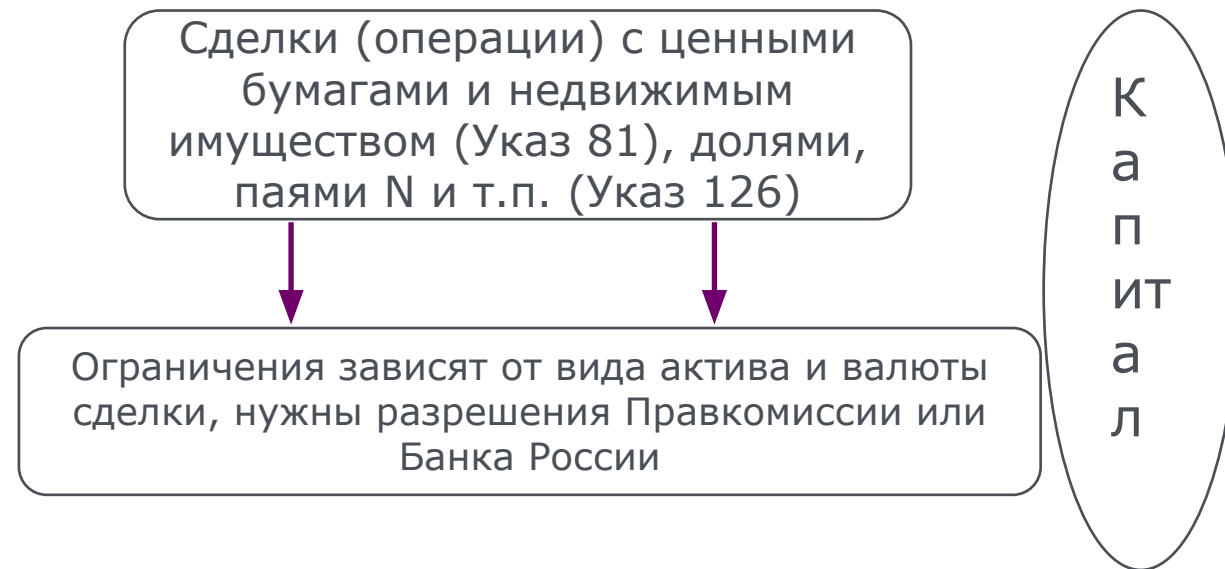 Сделки (операции) с ценными
бумагами и недвижимым
имуществом (Указ 81), долями,
паями N и т.п. (Указ 126)
Ограничения зависят от вида актива и валюты
сделки, нужны разрешения Правкомиссии или
Банка России
К
а
п
ит
а
л